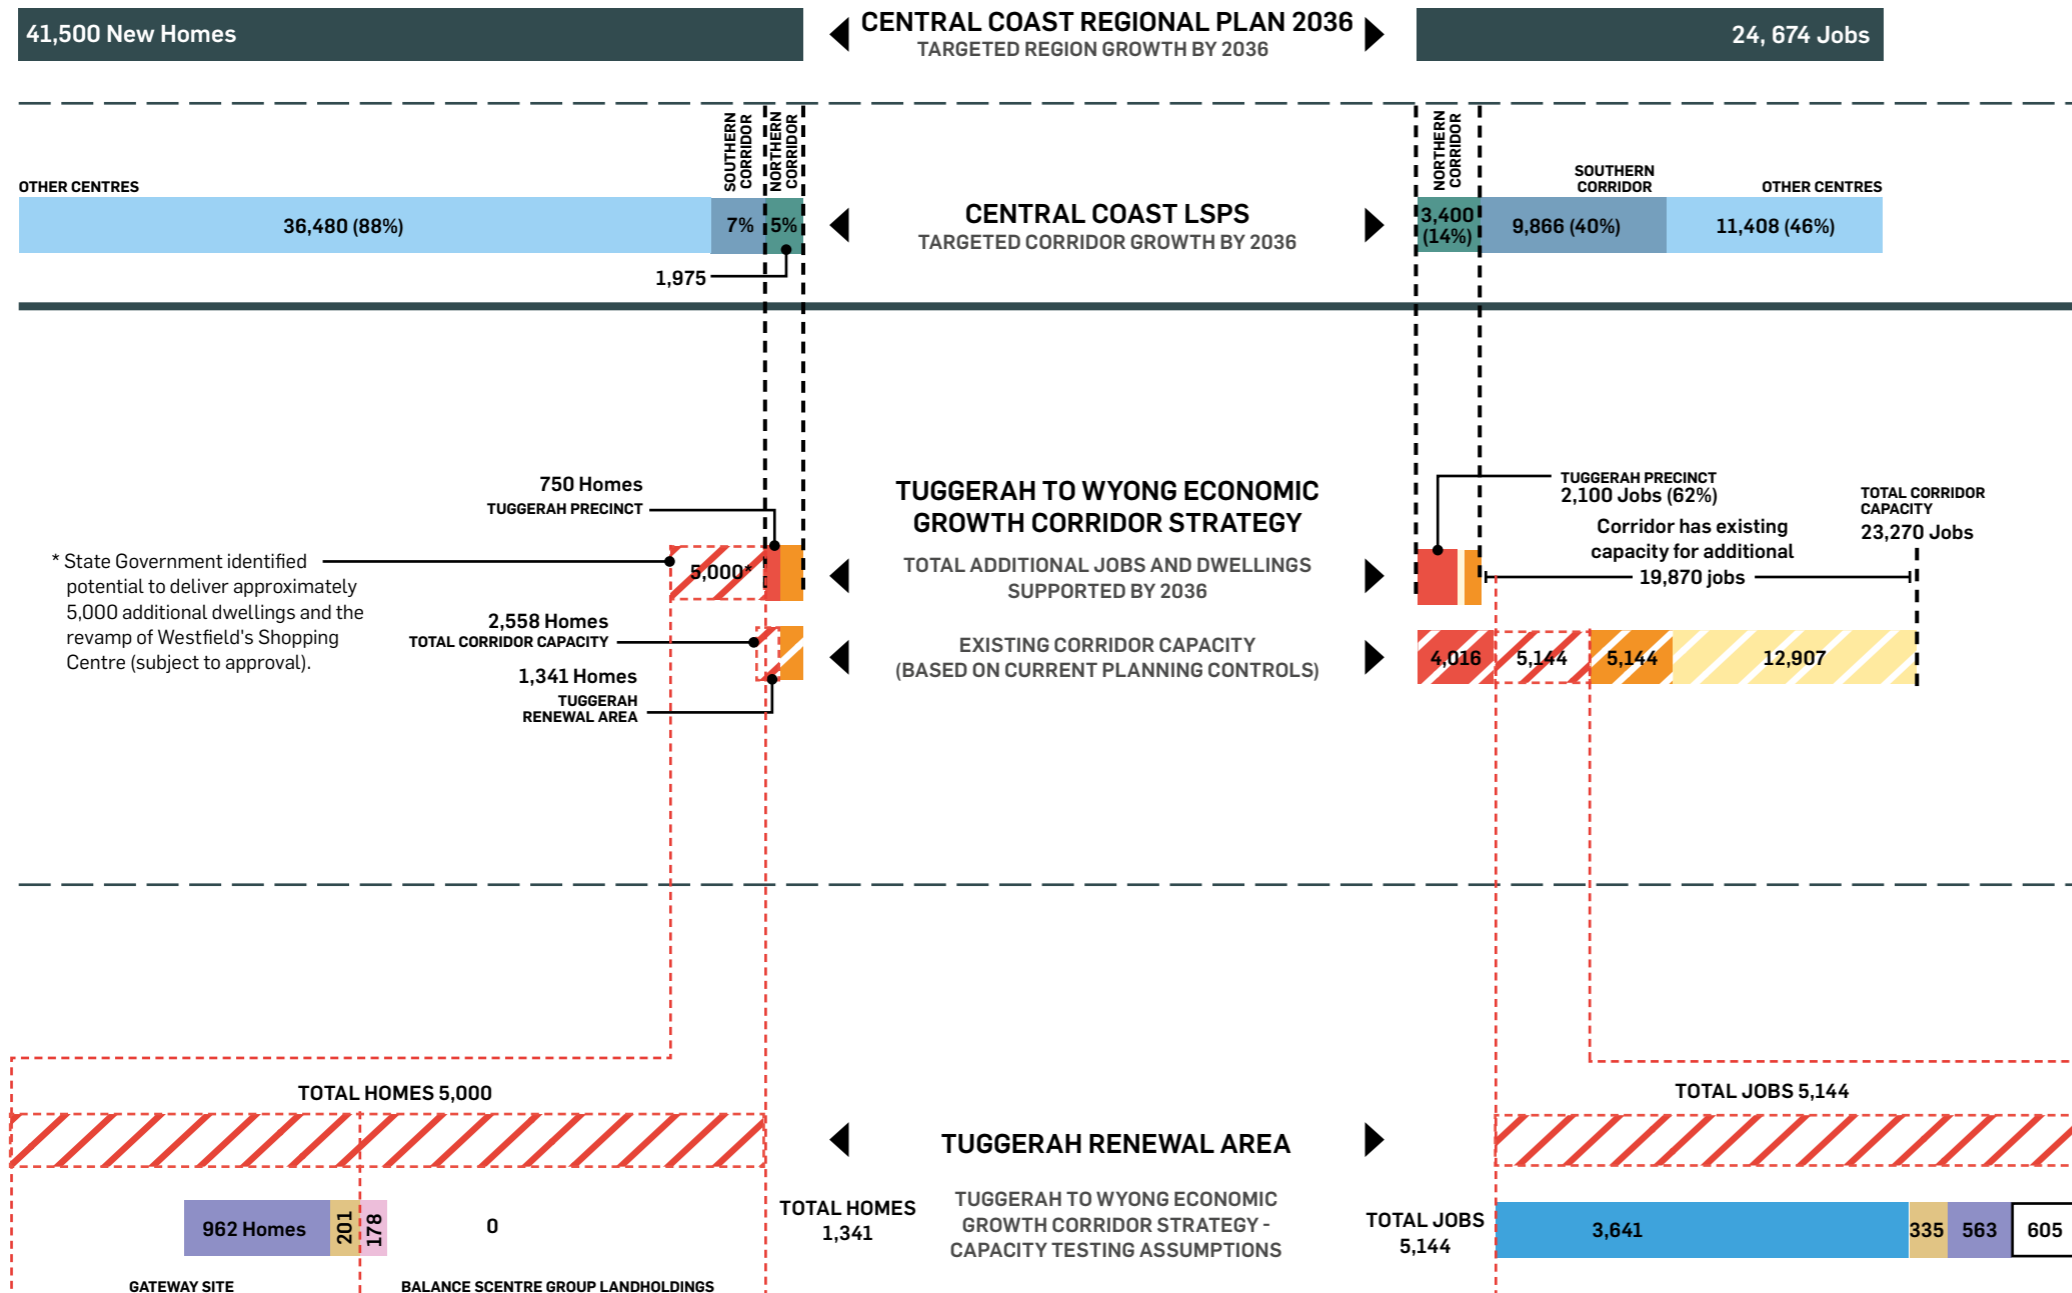 41,500 New Homes
CENTRAL COAST REGIONAL PLAN 2036
TARGETED REGION GROWTH BY 2036
24, 674 Jobs
OTHER CENTRES
SOUTHERN
CORRIDOR
NORTHERN
CORRIDOR
36,480 (88%)
7%
5%
1,975
CENTRAL COAST LSPS
TARGETED CORRIDOR GROWTH BY 2036
NORTHERN
CORRIDOR
SOUTHERN
CORRIDOR
OTHER CENTRES
3,400
(14%)
9,866 (40%)
11,408 (46%)
750 Homes
TUGGERAH PRECINCT
* State Government identified
potential to deliver approximately
5,000 additional dwellings and the
revamp of Westfield's Shopping
Centre (subject to approval).
5,000*
2,558 Homes
TOTAL CORRIDOR CAPACITY
1,341 Homes
TUGGERAH
RENEWAL AREA
TUGGERAH TO WYONG ECONOMIC
GROWTH CORRIDOR STRATEGY
TOTAL ADDITIONAL JOBS AND DWELLINGS
SUPPORTED BY 2036
EXISTING CORRIDOR CAPACITY
(BASED ON CURRENT PLANNING CONTROLS)
TUGGERAH PRECINCT
2,100 Jobs (62%)
Corridor has existing
capacity for additional
19,870 jobs
TOTAL CORRIDOR
CAPACITY
23,270 Jobs
4,016
5,144
5,144
12,907
TOTAL HOMES 5,000
TUGGERAH RENEWAL AREA
TOTAL JOBS 5,144
962 Homes
201
178
0
TOTAL HOMES
1,341
TUGGERAH TO WYONG ECONOMIC
GROWTH CORRIDOR STRATEGY -
CAPACITY TESTING ASSUMPTIONS
TOTAL JOBS
5,144
3,641
335
563
605
GATEWAY SITE
BALANCE SCENTRE GROUP LANDHOLDINGS